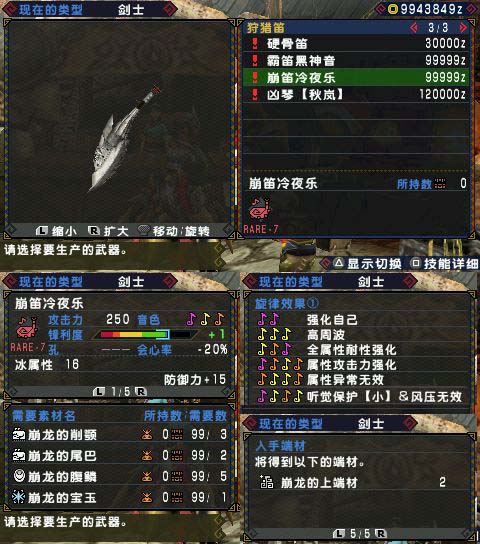 现在的类型 剑士
9943849z
狩猎笛 3/3
硬骨笛 30000z
霸笛黑神音 99999z
崩笛冷夜乐 99999z
凶琴【秋岚】 120000z
崩笛冷夜乐 所持数 0
RARE-7
L 缩小 R 扩大 移动/旋转
请选择要生产的武器。
△显示切换 □技能详细
现在的类型 剑士
崩笛冷夜乐
攻击力 250 音色
锋利度 +1
RARE-7 孔 --- 会心率 -20%
冰属性 16
防御力+15
L 1/5 R
需要素材名 所持数/需要数
崩龙的削颚 0 99/ 3
崩龙的尾巴 0 99/ 2
崩龙的腹鳞 0 99/ 5
崩龙的宝玉 0 99/ 1
请选择要生产的武器。
现在的类型 剑士
旋律效果①
强化自己
高周波
全属性耐性强化
属性攻击力强化
属性异常无效
听觉保护【小】&风压无效
现在的类型 剑士
入手端材
将得到以下的端材。
崩龙的上端材 2
L 5/5 R